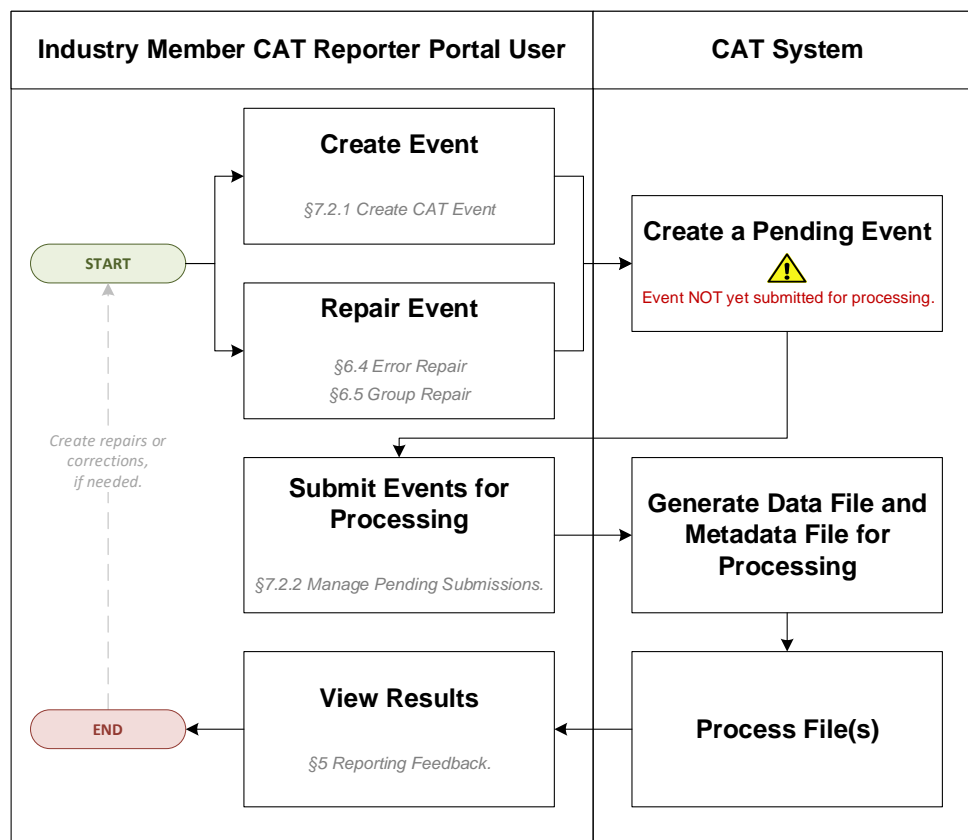 Industry Member CAT Reporter Portal User
CAT System
Create Event
§7.2.1 Create CAT Event
START
Repair Event
§6.4 Error Repair
§6.5 Group Repair
Create a Pending Event
!
Event NOT yet submitted for processing.
Create repairs or
corrections,
if needed.
Submit Events for
Processing
§7.2.2 Manage Pending Submissions.
Generate Data File and
Metadata File for
Processing
END
View Results
§5 Reporting Feedback.
Process File(s)